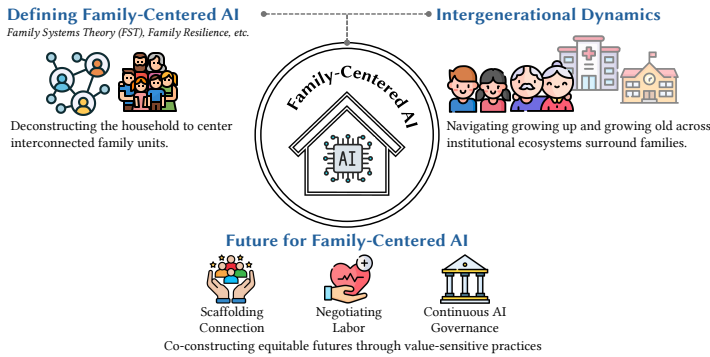 Defining Family-Centered AI
Family Systems Theory (FST), Family Resilience, etc.
Deconstructing the household to center
interconnected family units.
Intergenerational Dynamics
Navigating growing up and growing old across
institutional ecosystems surround families.
Family-Centered AI
AI
Future for Family-Centered AI
Scaffolding
Connection
Negotiating
Labor
Continuous AI
Governance
Co-constructing equitable futures through value-sensitive practices